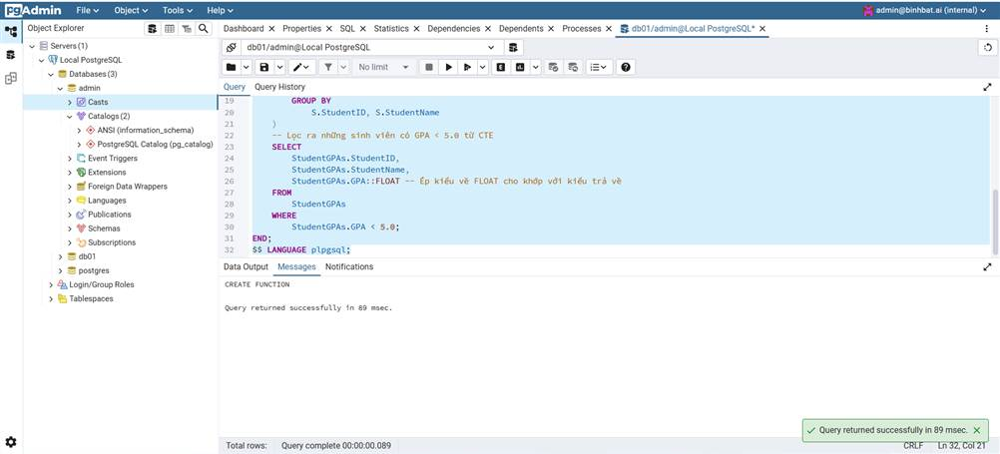 pgAdmin File Object Tools Help admin@binhbat.ai (internal)
Object Explorer
Dashboard Properties SQL Statistics Dependencies Dependents Processes db01/admin@Local PostgreSQL*
db01/admin@Local PostgreSQL
No limit
Servers (1)
Local PostgreSQL
Databases (3)
admin
Casts
Catalogs (2)
ANSI (information_schema)
PostgreSQL Catalog (pg_catalog)
Event Triggers
Extensions
Foreign Data Wrappers
Languages
Publications
Schemas
Subscriptions
db01
postgres
Login/Group Roles
Tablespaces
Query Query History
19 GROUP BY
20 S.StudentID, S.StudentName
21 )
22 -- Lọc ra những sinh viên có GPA < 5.0 từ CTE
23 SELECT
24 StudentGPAs.StudentID,
25 StudentGPAs.StudentName,
26 StudentGPAs.GPA::FLOAT -- Ép kiểu về FLOAT cho khớp với kiểu trả về
27 FROM
28 StudentGPAs
29 WHERE
30 StudentGPAs.GPA < 5.0;
31 END;
32 $$ LANGUAGE plpgsql;
Data Output Messages Notifications
CREATE FUNCTION
Query returned successfully in 89 msec.
Query returned successfully in 89 msec.
Total rows: Query complete 00:00:00.089 CRLF Ln 32, Col 21